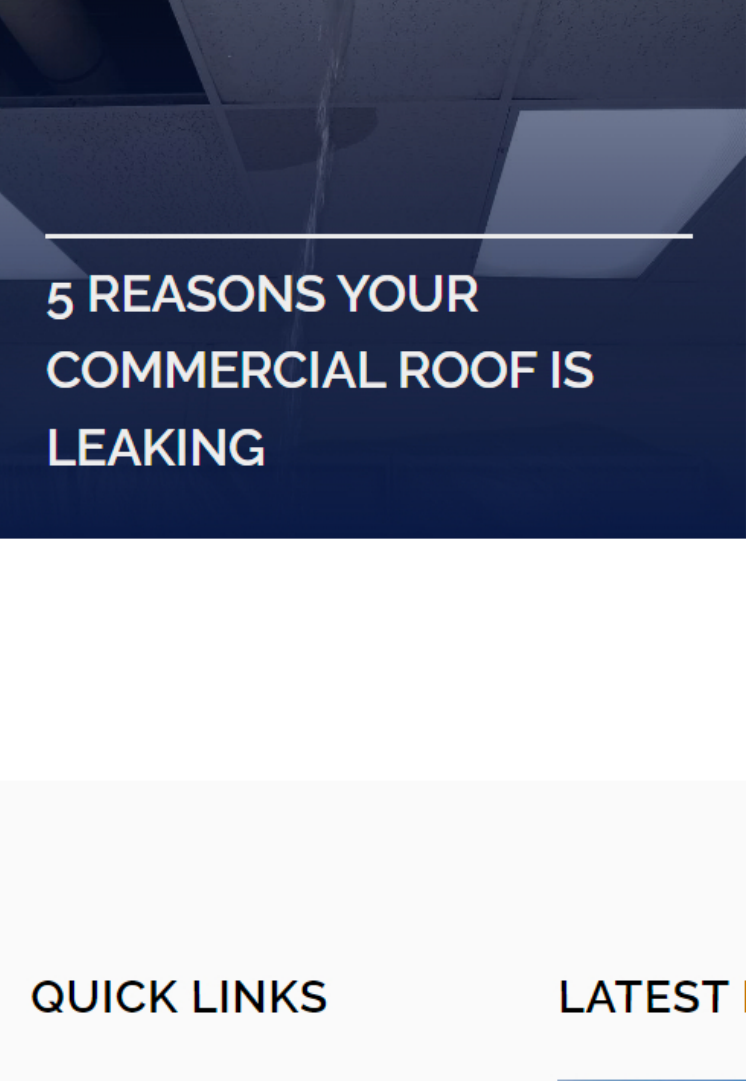 5 REASONS YOUR
COMMERCIAL ROOF IS
LEAKING
QUICK LINKS
LATEST